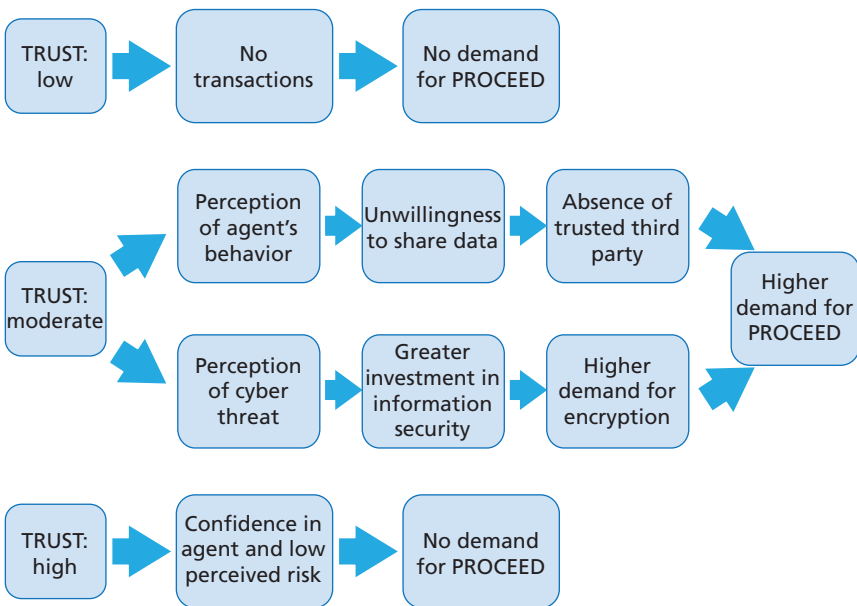 TRUST:
low
No
transactions
No demand
for PROCEED
Perception
of agent’s
behavior
Unwillingness
to share data
Absence of
trusted third
party
TRUST:
moderate
Higher
demand for
PROCEED
Perception
of cyber
threat
Greater
investment in
information
security
Higher
demand for
encryption
TRUST:
high
Confidence in
agent and low
perceived risk
No demand
for PROCEED